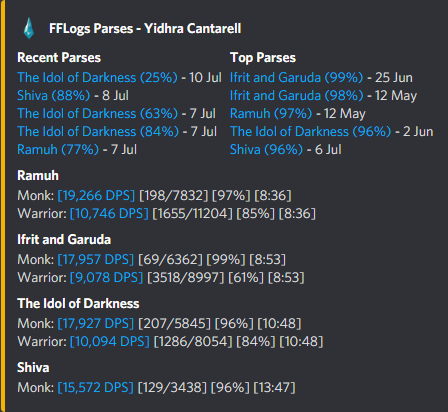 FFLogs Parses - Yidhra Cantarell
Recent Parses
The Idol of Darkness (25%) - 10 Jul
Shiva (88%) - 8 Jul
The Idol of Darkness (63%) - 7 Jul
The Idol of Darkness (84%) - 7 Jul
Ramuh (77%) - 7 Jul
Top Parses
Ifrit and Garuda (99%) - 25 Jun
Ifrit and Garuda (98%) - 12 May
Ramuh (97%) - 12 May
The Idol of Darkness (96%) - 2 Jun
Shiva (96%) - 6 Jul
Ramuh
Monk: [19,266 DPS] [198/7832] [97%] [8:36]
Warrior: [10,746 DPS] [1655/11204] [85%] [8:36]
Ifrit and Garuda
Monk: [17,957 DPS] [69/6362] [99%] [8:53]
Warrior: [9,078 DPS] [3518/8997] [61%] [8:53]
The Idol of Darkness
Monk: [17,927 DPS] [207/5845] [96%] [10:48]
Warrior: [10,094 DPS] [1286/8054] [84%] [10:48]
Shiva
Monk: [15,572 DPS] [129/3438] [96%] [13:47]